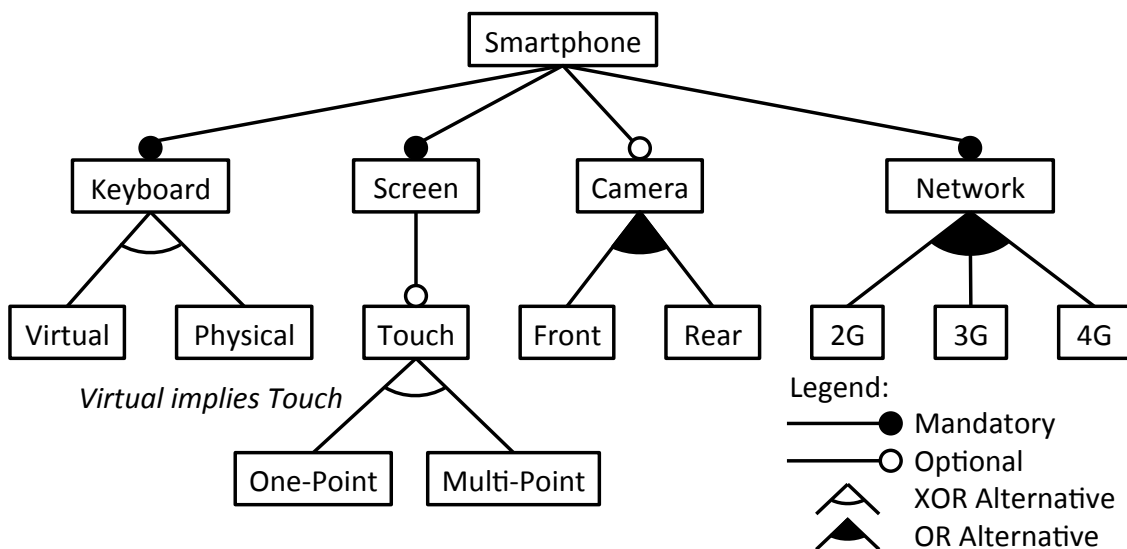 Smartphone
Keyboard
Screen
Camera
Network
Virtual
Physical
Touch
Front
Rear
2G
3G
4G
Virtual implies Touch
One-Point
Multi-Point
Legend:
Mandatory
Optional
XOR Alternative
OR Alternative